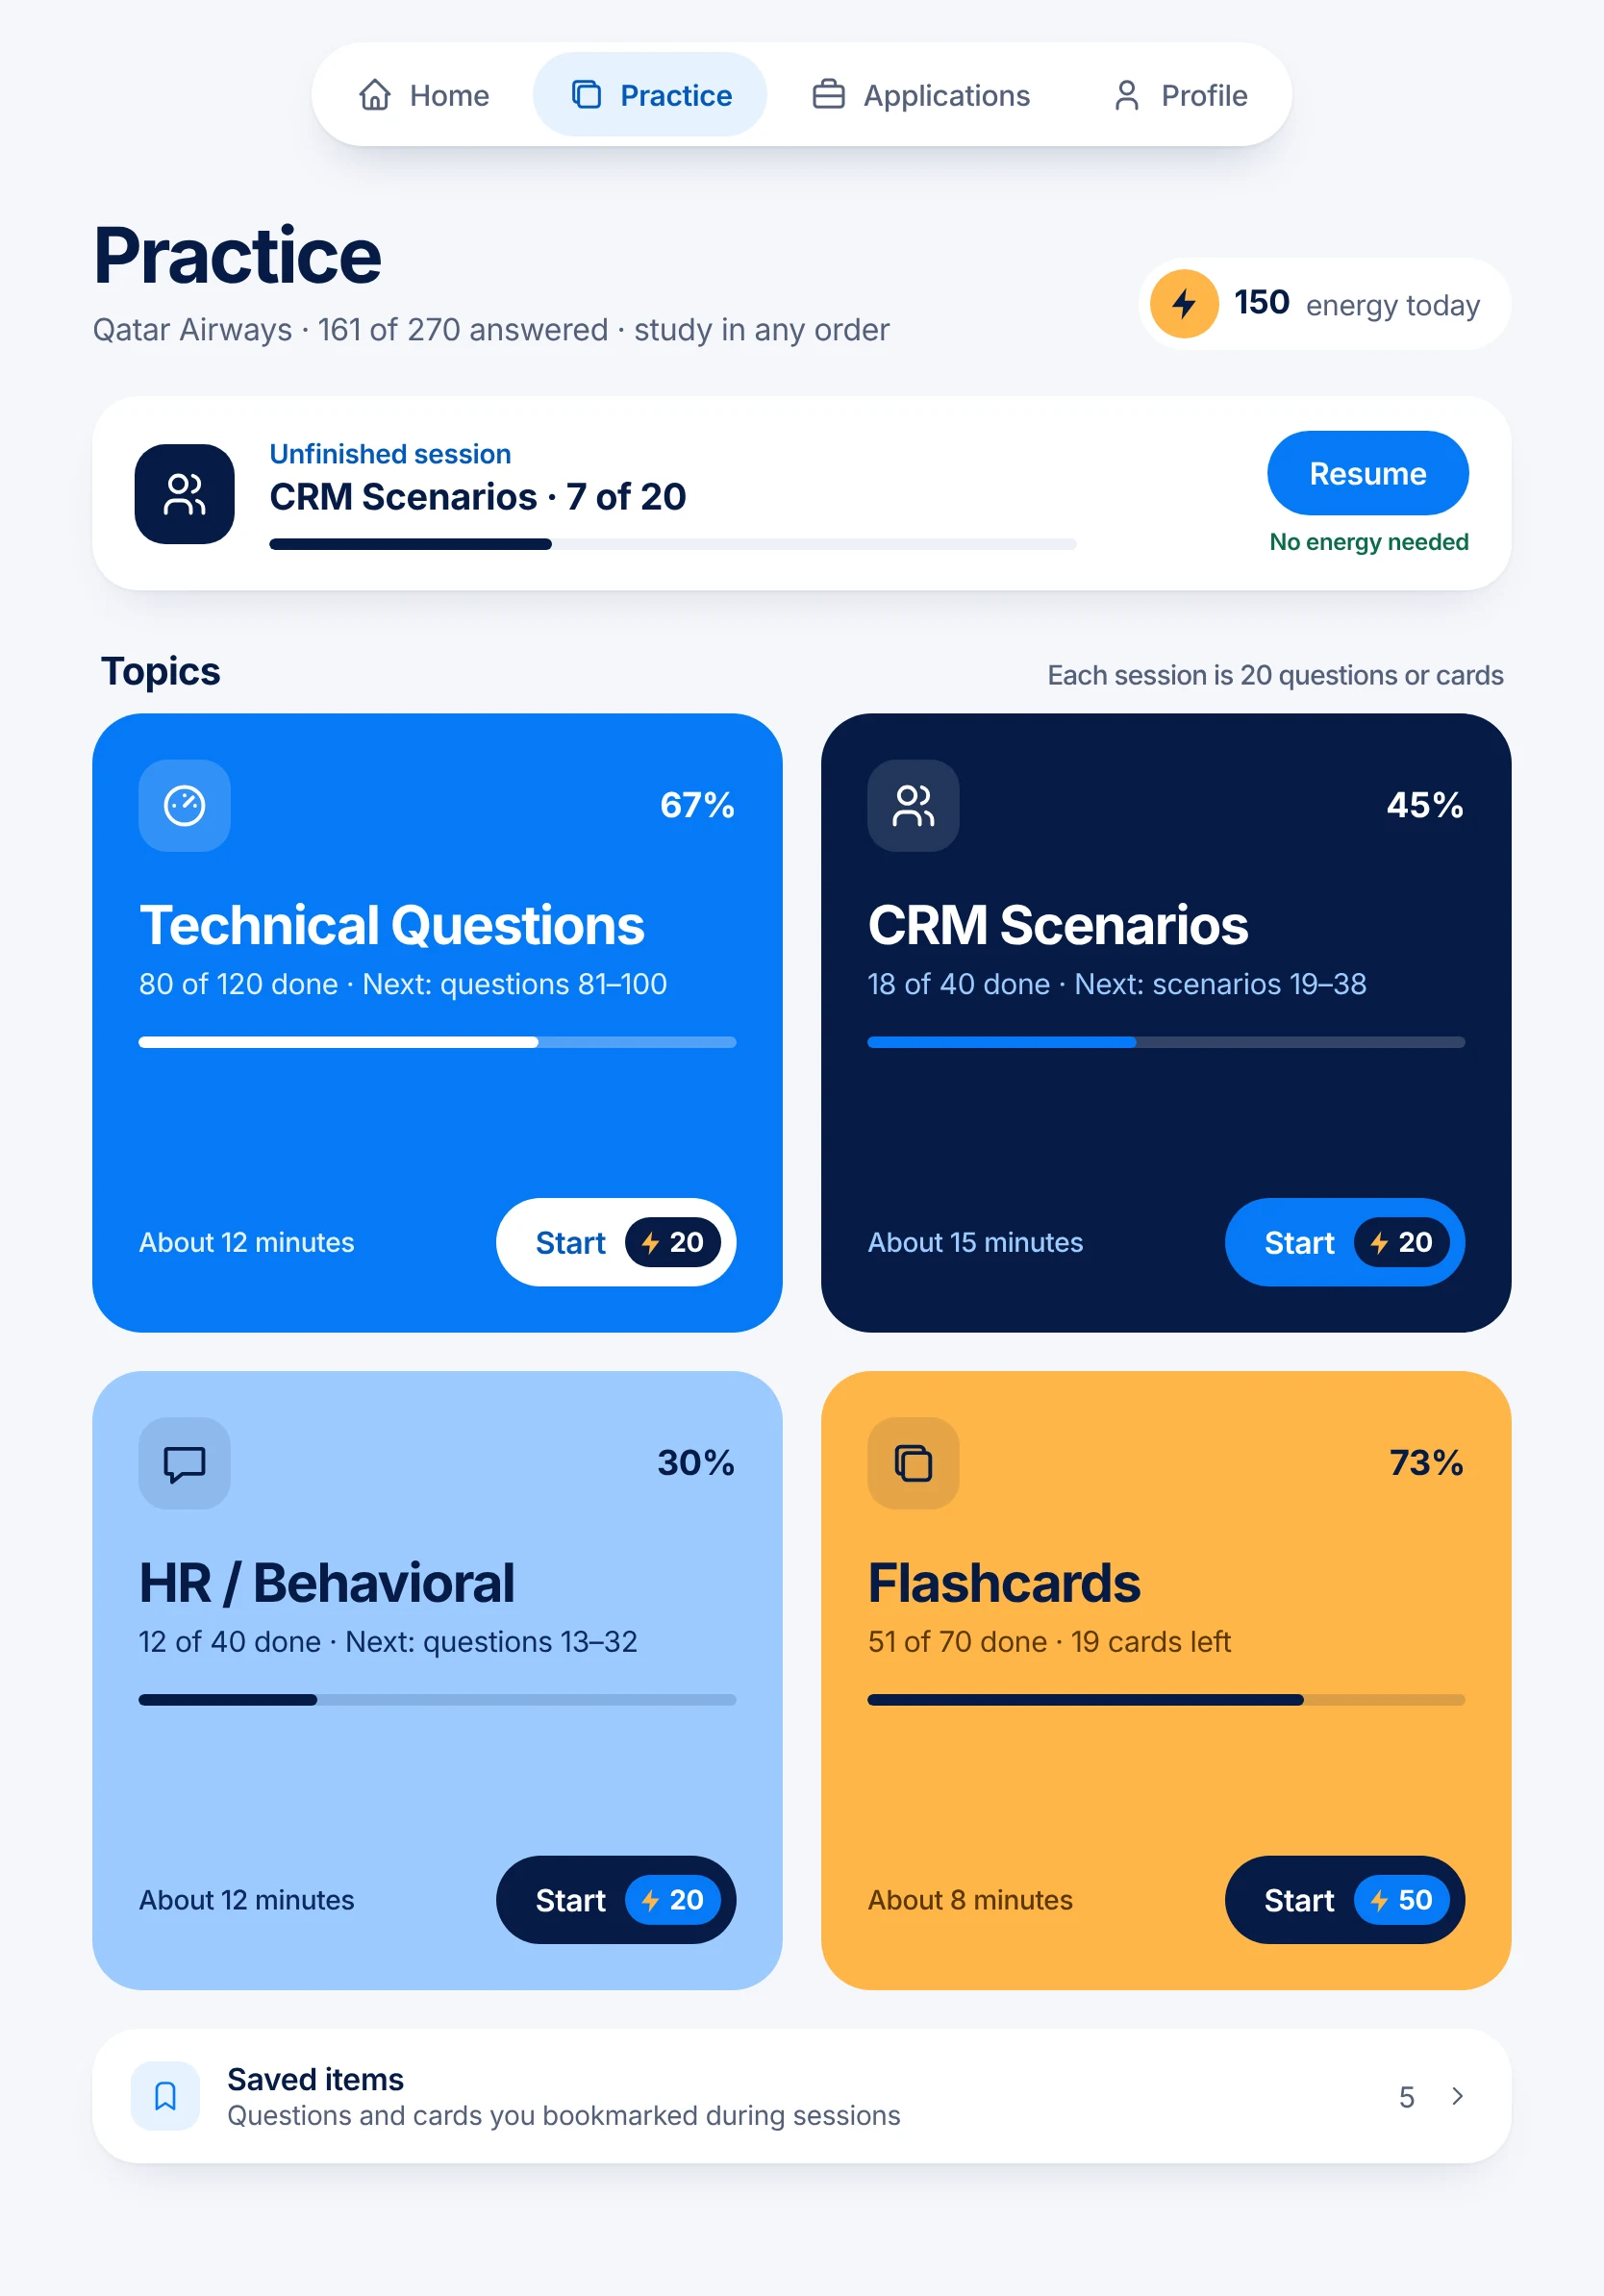 Home
Practice
Applications
Profile
Practice
Qatar Airways · 161 of 270 answered · study in any order
150 energy today
Unfinished session
CRM Scenarios · 7 of 20
Resume
No energy needed
Topics
Each session is 20 questions or cards
67%
Technical Questions
80 of 120 done · Next: questions 81–100
About 12 minutes
Start 20
45%
CRM Scenarios
18 of 40 done · Next: scenarios 19–38
About 15 minutes
Start 20
30%
HR / Behavioral
12 of 40 done · Next: questions 13–32
About 12 minutes
Start 20
73%
Flashcards
51 of 70 done · 19 cards left
About 8 minutes
Start 50
Saved items
Questions and cards you bookmarked during sessions
5